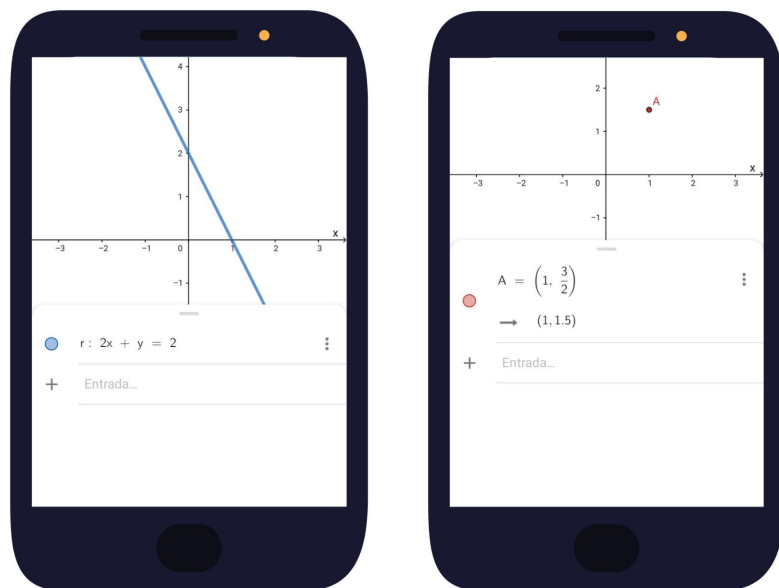 4
3
2
1
x
−3 −2 −1 0 1 2 3
−1
r : 2x + y = 2
+ Entrada...
2
A
1
x
−3 −2 −1 0 1 2 3
−1
A = (1, 3/2)
→ (1, 1.5)
+ Entrada...